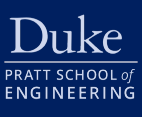 Duke
PRATT SCHOOL of
ENGINEERING